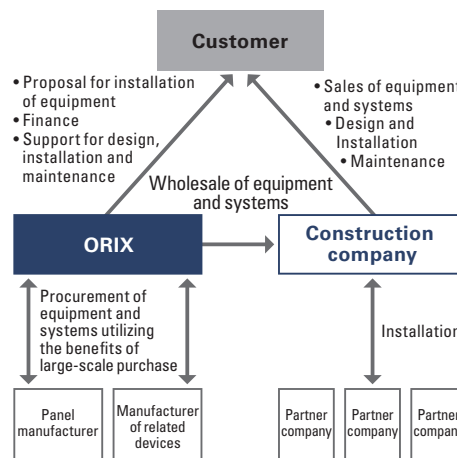 Customer
• Proposal for installation
of equipment
• Finance
• Support for design,
installation and
maintenance
• Sales of equipment
and systems
• Design and
Installation
• Maintenance
Wholesale of equipment
and systems
ORIX
Construction
company
Procurement of
equipment and
systems utilizing
the benefits of
large-scale purchase
Installation
Panel
manufacturer
Manufacturer
of related
devices
Partner
company
Partner
company
Partner
company